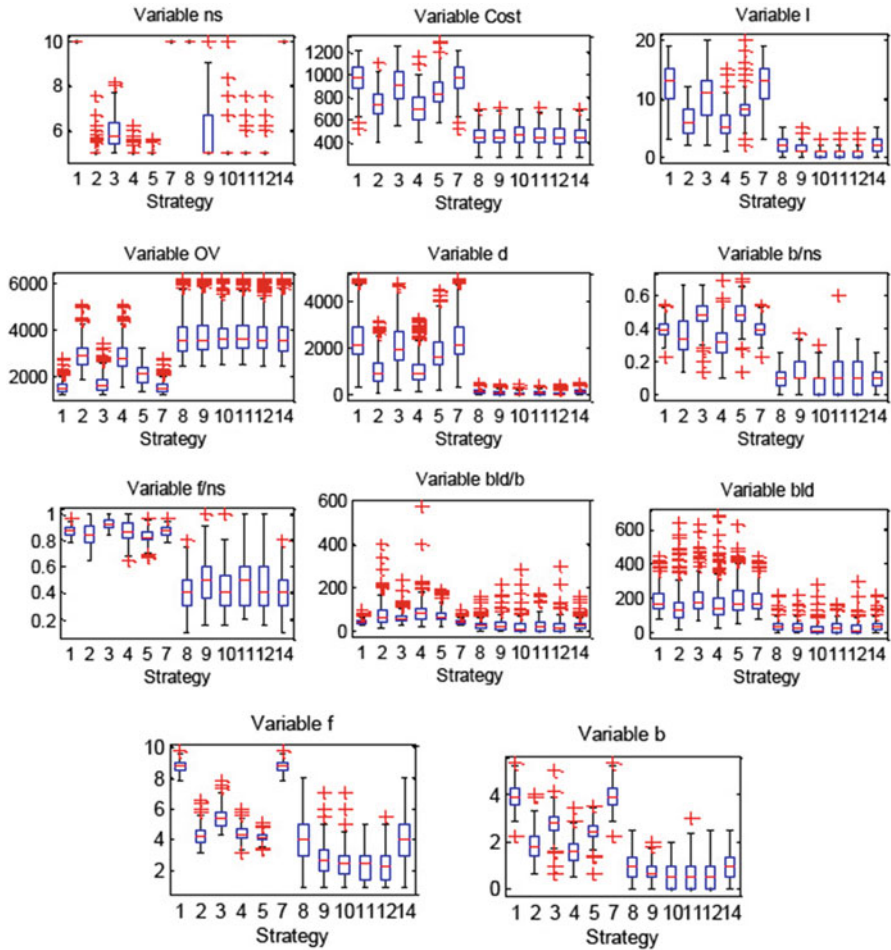 Variable ns
10
8
6
1 2 3 4 5 7 8 9 10 11 12 14
Strategy
Variable Cost
1200
1000
800
600
400
1 2 3 4 5 7 8 9 10 11 12 14
Strategy
Variable I
20
10
0
1 2 3 4 5 7 8 9 10 11 12 14
Strategy
Variable OV
6000
4000
2000
1 2 3 4 5 7 8 9 10 11 12 14
Strategy
Variable d
4000
2000
0
1 2 3 4 5 7 8 9 10 11 12 14
Strategy
Variable b/ns
0.6
0.4
0.2
0
1 2 3 4 5 7 8 9 10 11 12 14
Strategy
Variable f/ns
1
0.8
0.6
0.4
0.2
1 2 3 4 5 7 8 9 10 11 12 14
Strategy
Variable bld/b
600
400
200
0
1 2 3 4 5 7 8 9 10 11 12 14
Strategy
Variable bld
600
400
200
0
1 2 3 4 5 7 8 9 10 11 12 14
Strategy
Variable f
10
8
6
4
2
1 2 3 4 5 7 8 9 10 11 12 14
Strategy
Variable b
4
2
0
1 2 3 4 5 7 8 9 10 11 12 14
Strategy